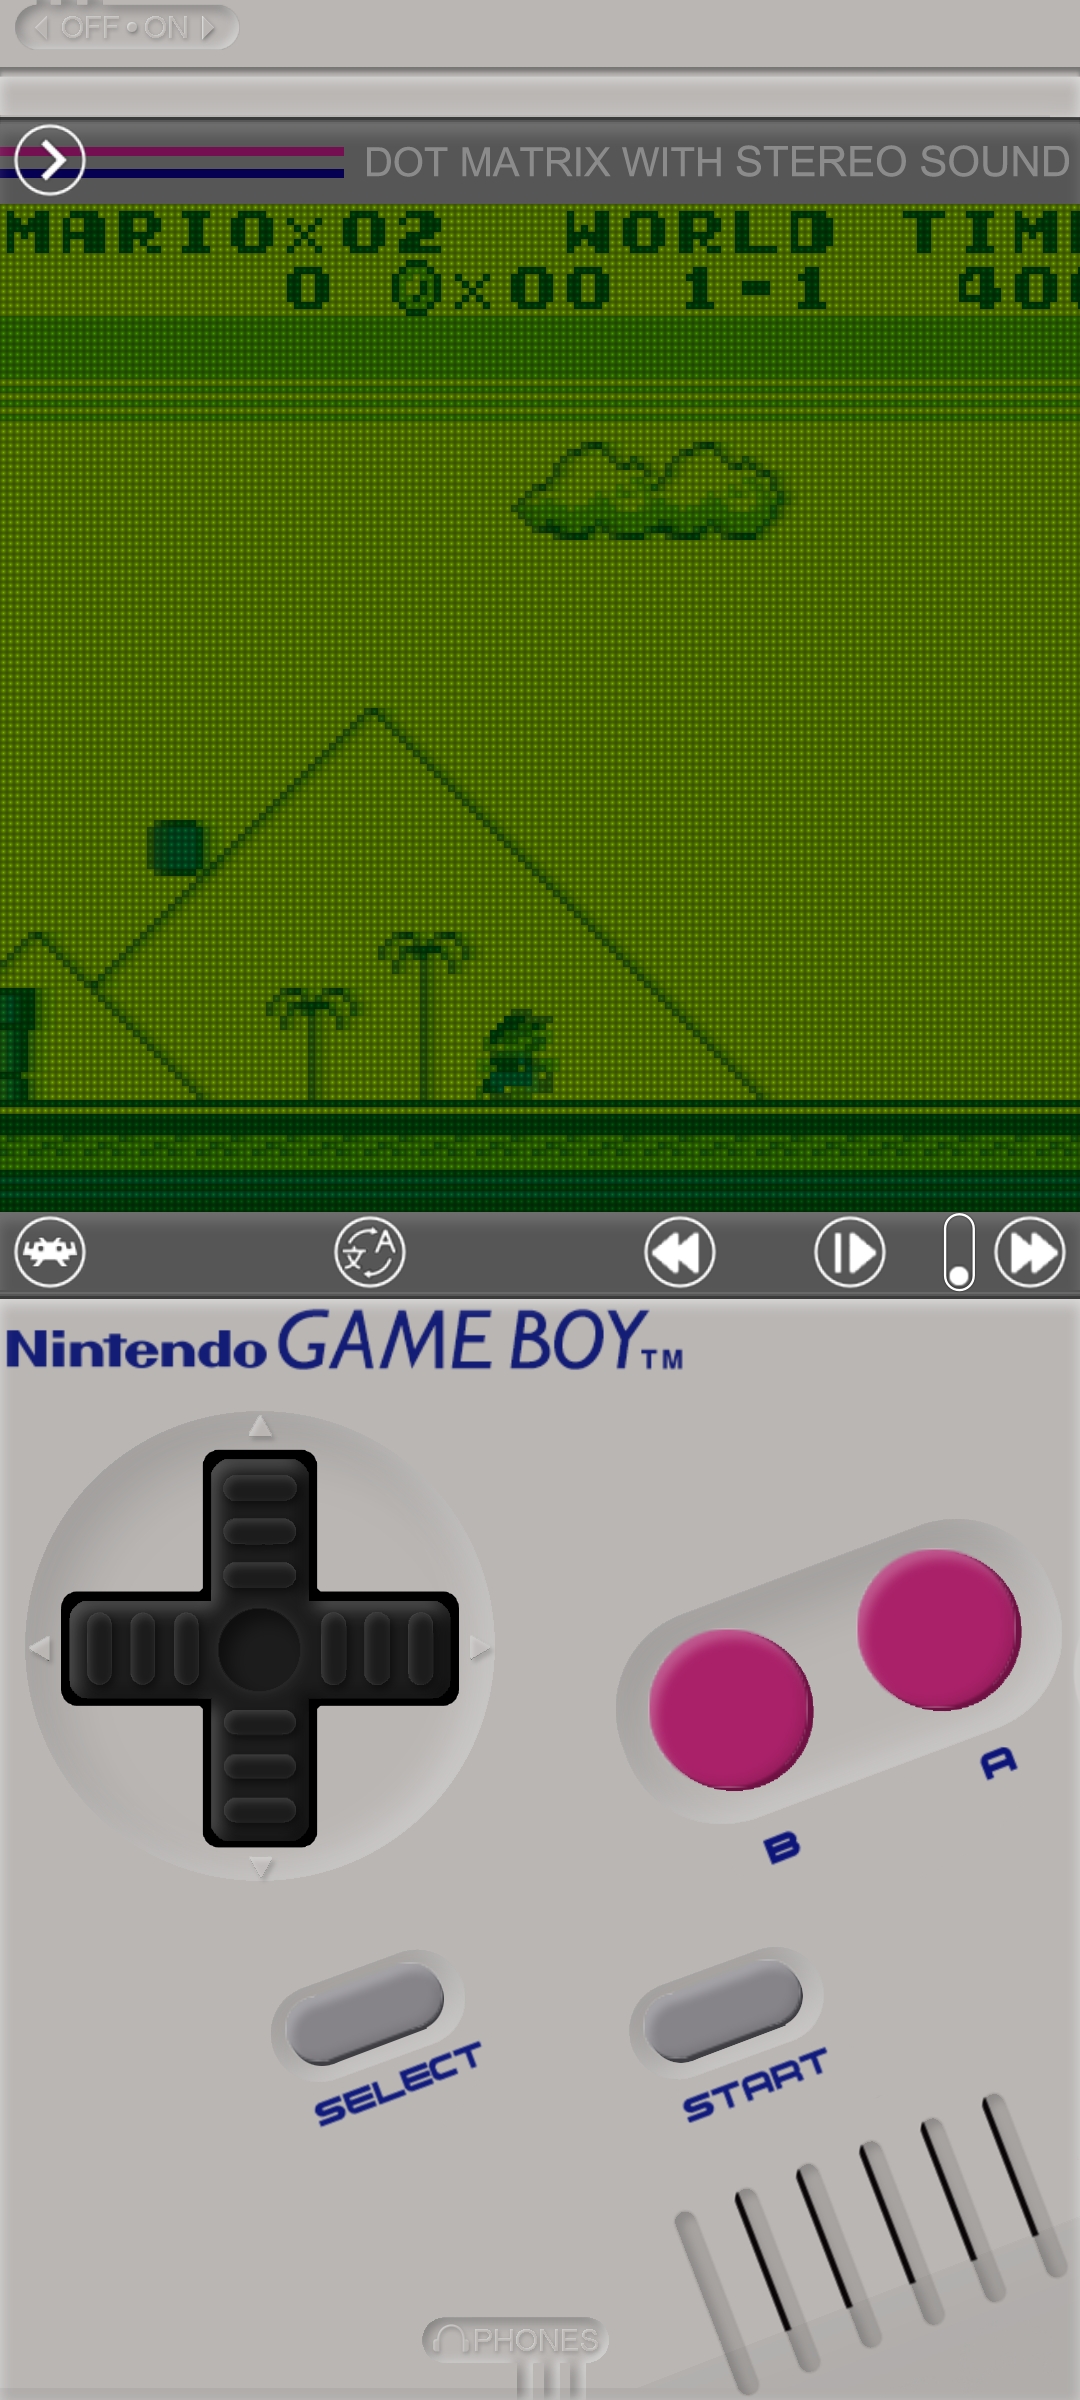 OFF•ON
DOT MATRIX WITH STEREO SOUND
MARIO×02 WORLD TIM
0 ×00 1-1 400
Nintendo GAME BOY TM
A
B
SELECT
START
PHONES